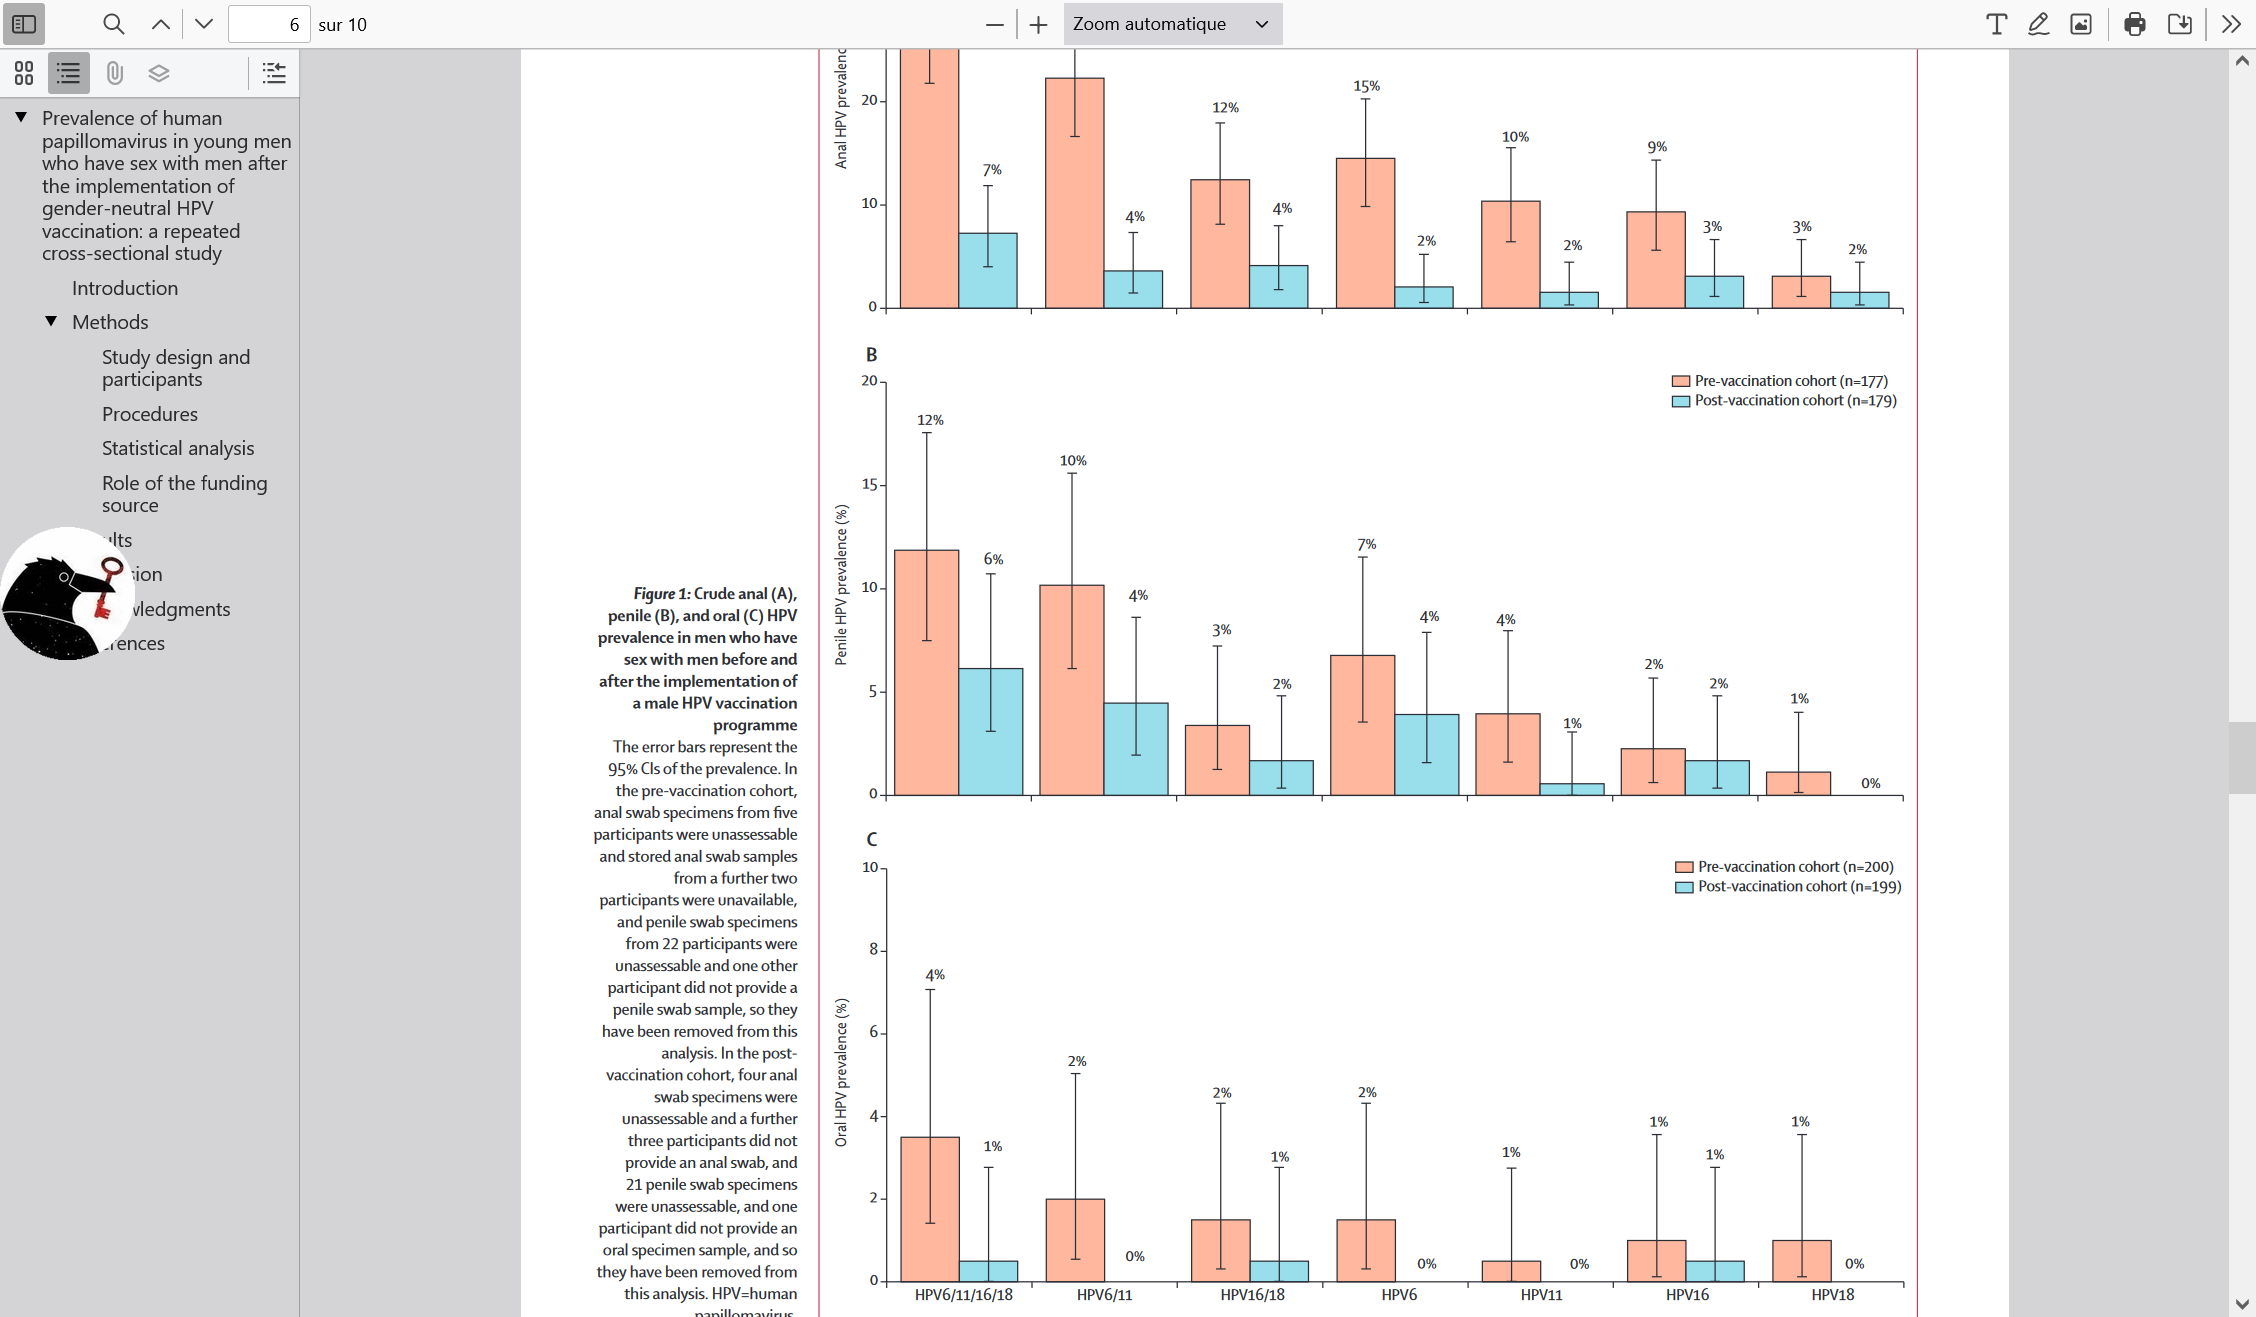 6 sur 10
Zoom automatique
Prevalence of human
papillomavirus in young men
who have sex with men after
the implementation of
gender-neutral HPV
vaccination: a repeated
cross-sectional study
Introduction
Methods
Study design and
participants
Procedures
Statistical analysis
Role of the funding
source
ults
sion
wledgments
rences
Figure 1: Crude anal (A),
penile (B), and oral (C) HPV
prevalence in men who have
sex with men before and
after the implementation of
a male HPV vaccination
programme
The error bars represent the
95% CIs of the prevalence. In
the pre-vaccination cohort,
anal swab specimens from five
participants were unassessable
and stored anal swab samples
from a further two
participants were unavailable,
and penile swab specimens
from 22 participants were
unassessable and one other
participant did not provide a
penile swab sample, so they
have been removed from this
analysis. In the post-
vaccination cohort, four anal
swab specimens were
unassessable and a further
three participants did not
provide an anal swab, and
21 penile swab specimens
were unassessable, and one
participant did not provide an
oral specimen sample, and so
they have been removed from
this analysis. HPV=human
papillomavirus.
Anal HPV prevalenc
20
10
0
7%
4%
12%
4%
15%
2%
10%
2%
9%
3%
3%
2%
B
Pre-vaccination cohort (n=177)
Post-vaccination cohort (n=179)
Penile HPV prevalence (%)
20
15
10
5
0
12%
6%
10%
4%
3%
2%
7%
4%
4%
1%
2%
2%
1%
0%
C
Pre-vaccination cohort (n=200)
Post-vaccination cohort (n=199)
Oral HPV prevalence (%)
10
8
6
4
2
0
4%
1%
2%
0%
2%
1%
2%
0%
1%
0%
1%
1%
1%
0%
HPV6/11/16/18
HPV6/11
HPV16/18
HPV6
HPV11
HPV16
HPV18